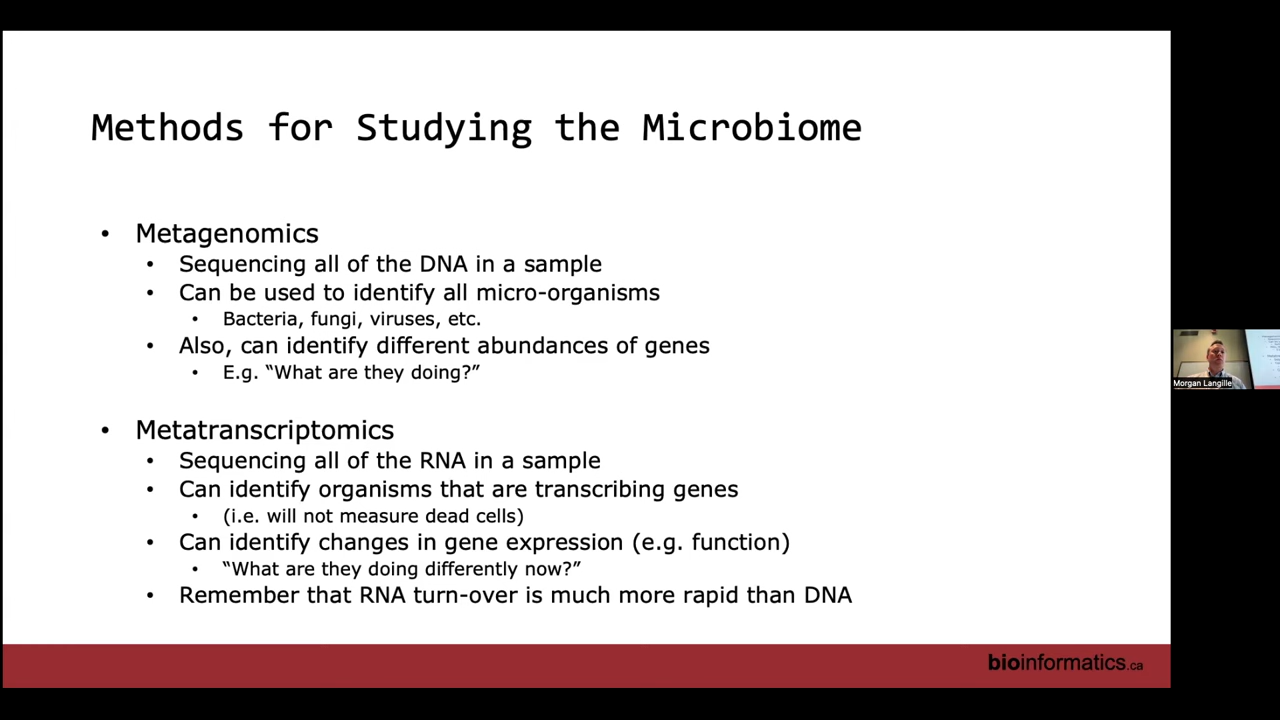 Methods for Studying the Microbiome
• Metagenomics
• Sequencing all of the DNA in a sample
• Can be used to identify all micro-organisms
• Bacteria, fungi, viruses, etc.
• Also, can identify different abundances of genes
• E.g. “What are they doing?”
• Metatranscriptomics
• Sequencing all of the RNA in a sample
• Can identify organisms that are transcribing genes
• (i.e. will not measure dead cells)
• Can identify changes in gene expression (e.g. function)
• “What are they doing differently now?”
• Remember that RNA turn-over is much more rapid than DNA
bioinformatics.ca
Morgan Langille